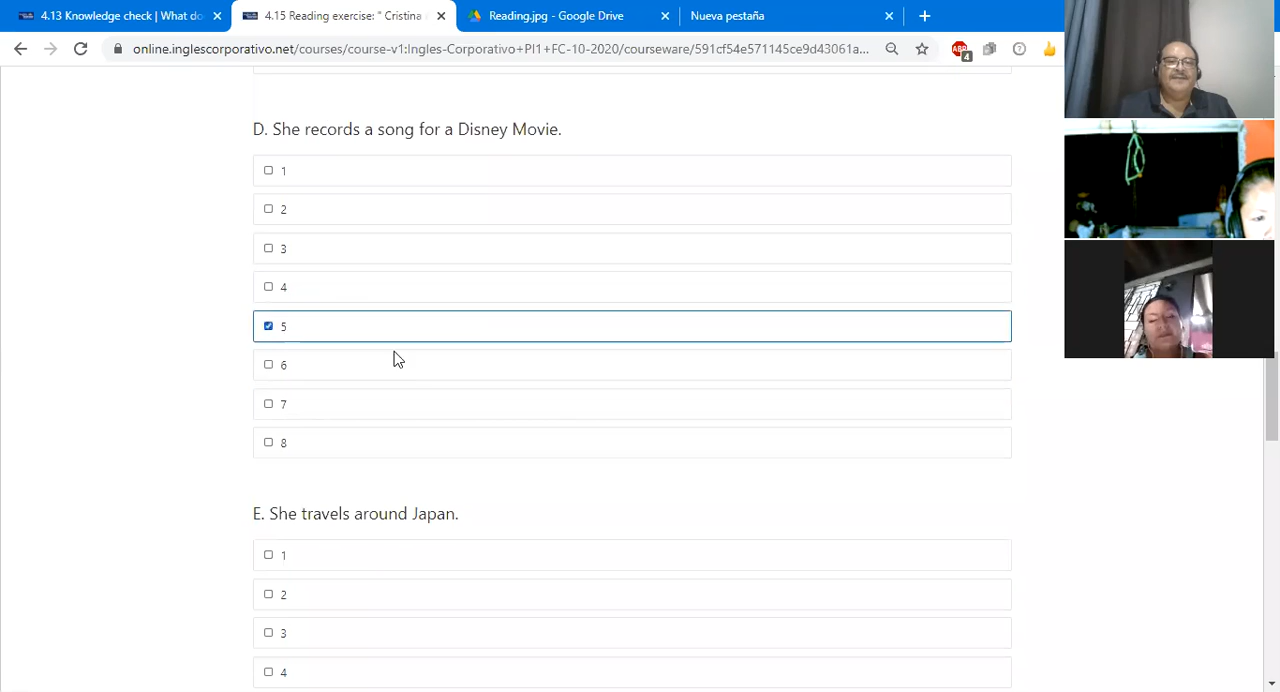 4.13 Knowledge check | What do
4.15 Reading exercise: " Cristina
Reading.jpg - Google Drive
Nueva pestaña
online.inglescorporativo.net/courses/course-v1:Ingles-Corporativo+PI1+FC-10-2020/courseware/591cf54e571145ce9d43061a...
ABP
4
D. She records a song for a Disney Movie.
1
2
3
4
5
6
7
8
E. She travels around Japan.
1
2
3
4